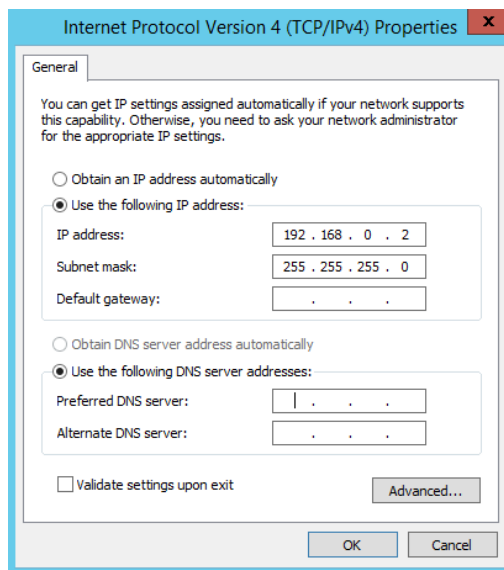 Internet Protocol Version 4 (TCP/IPv4) Properties
x
General
You can get IP settings assigned automatically if your network supports
this capability. Otherwise, you need to ask your network administrator
for the appropriate IP settings.
Obtain an IP address automatically
Use the following IP address:
IP address: 192 . 168 . 0 . 2
Subnet mask: 255 . 255 . 255 . 0
Default gateway: . . .
Obtain DNS server address automatically
Use the following DNS server addresses:
Preferred DNS server: . . .
Alternate DNS server: . . .
Validate settings upon exit Advanced...
OK Cancel